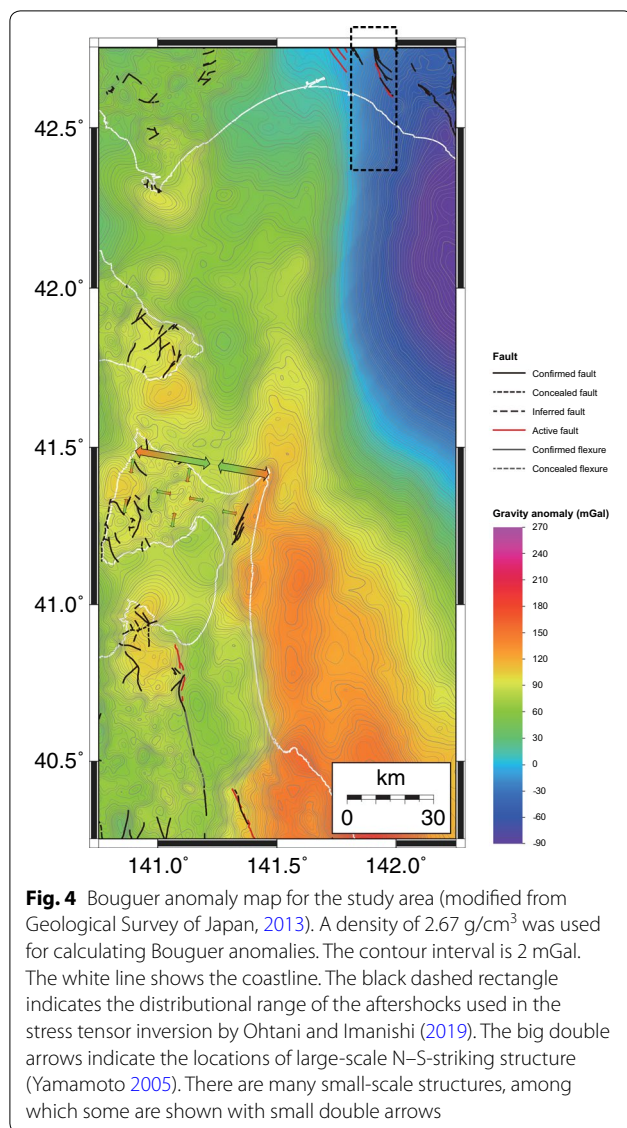 42.5˚
42.0˚
41.5˚
41.0˚
40.5˚
141.0˚ 141.5˚ 142.0˚
km
0 30
Fault
Confirmed fault
Concealed fault
Inferred fault
Active fault
Confirmed flexure
Concealed flexure
Gravity anomaly (mGal)
270
240
210
180
150
120
90
60
30
0
-30
-60
-90
Fig. 4 Bouguer anomaly map for the study area (modified from
Geological Survey of Japan, 2013). A density of 2.67 g/cm³ was used
for calculating Bouguer anomalies. The contour interval is 2 mGal.
The white line shows the coastline. The black dashed rectangle
indicates the distributional range of the aftershocks used in the
stress tensor inversion by Ohtani and Imanishi (2019). The big double
arrows indicate the locations of large-scale N–S-striking structure
(Yamamoto 2005). There are many small-scale structures, among
which some are shown with small double arrows